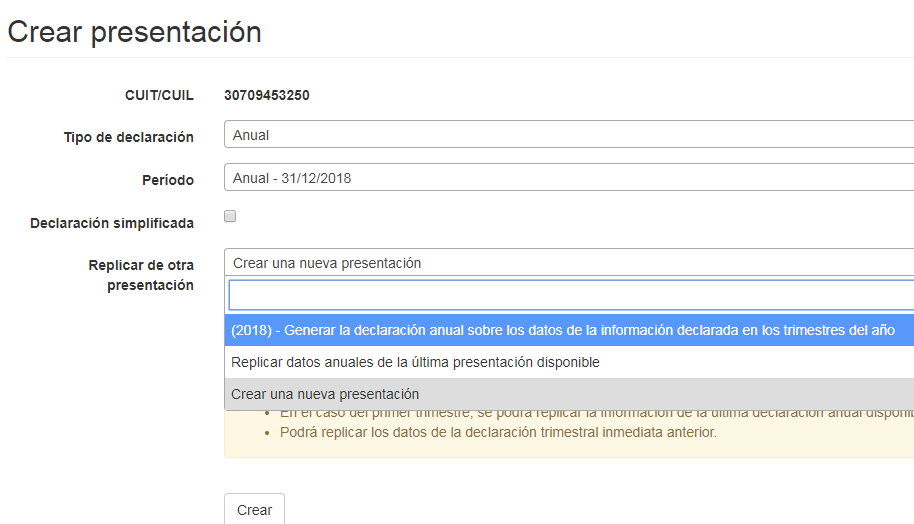 Crear presentación
CUIT/CUIL 30709453250
Tipo de declaración Anual
Período Anual - 31/12/2018
Declaración simplificada
Replicar de otra Crear una nueva presentación
presentación
(2018) - Generar la declaración anual sobre los datos de la información declarada en los trimestres del año
Replicar datos anuales de la última presentación disponible
Crear una nueva presentación
En el caso del primer trimestre, se podrá replicar la información de la última declaración anual
Podrá replicar los datos de la declaración trimestral inmediata anterior.
Crear